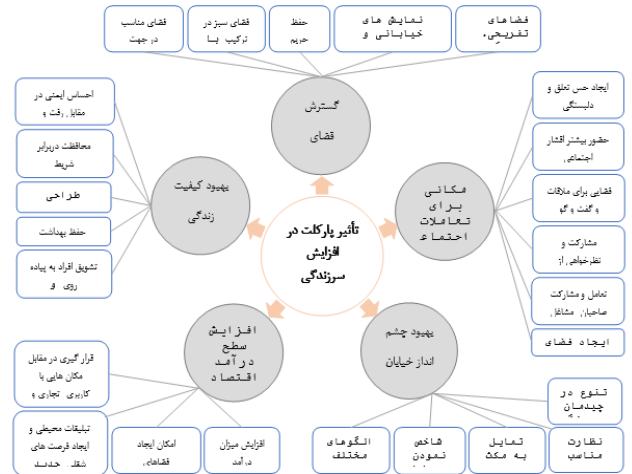 فضای مناسب
در جهت
فضای سبز در
ترکیب با
حفظ
حریم
نمایش های
خیابانی و
فضاهای
تفریحی،
گسترش
فضای
احساس ایمنی در
مقابل رفت و
محافظت دربرابر
شریط
طراحی
حفظ بهداشت
تشویق افراد به پیاده
روی و
بهبود کیفیت
زندگی
ایجاد حس تعلق و
دلبستگی
حضور بیشتر اقشار
اجتماعی
فضایی برای ملاقات
و گفت و گو
مشارکت و
نظرخواهی از
تعامل و مشارکت
صاحبان مشاغل
ایجاد فضای
مکانی
برای
تعاملات
اجتماع
تأثیر پارکلت در
افزایش
سرزندگی
افزایش
سطح
درآمد
اقتصاد
بهبود چشم
انداز خیابان
قرار گیری در مقابل
مکان هایی با
کاربری تجاری و
تبلیغات محیطی و
ایجاد فرصت های
شغلی جدید
امکان ایجاد
فضاهای
افزایش میزان
درآمد
الگوهای
مختلف
شاخص
نمودن
تمایل
به مکث
نظارت
مناسب
تنوع در
چیدمان